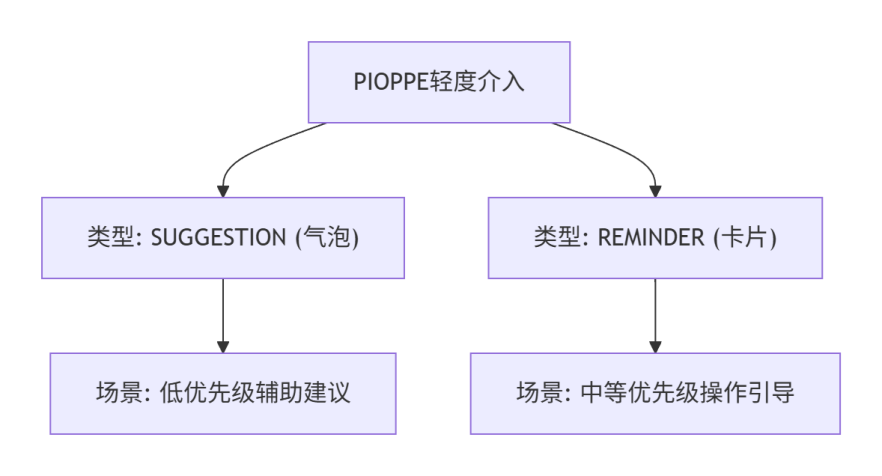 PIOPPE轻度介入
类型: SUGGESTION (气泡)
类型: REMINDER (卡片)
场景: 低优先级辅助建议
场景: 中等优先级操作引导